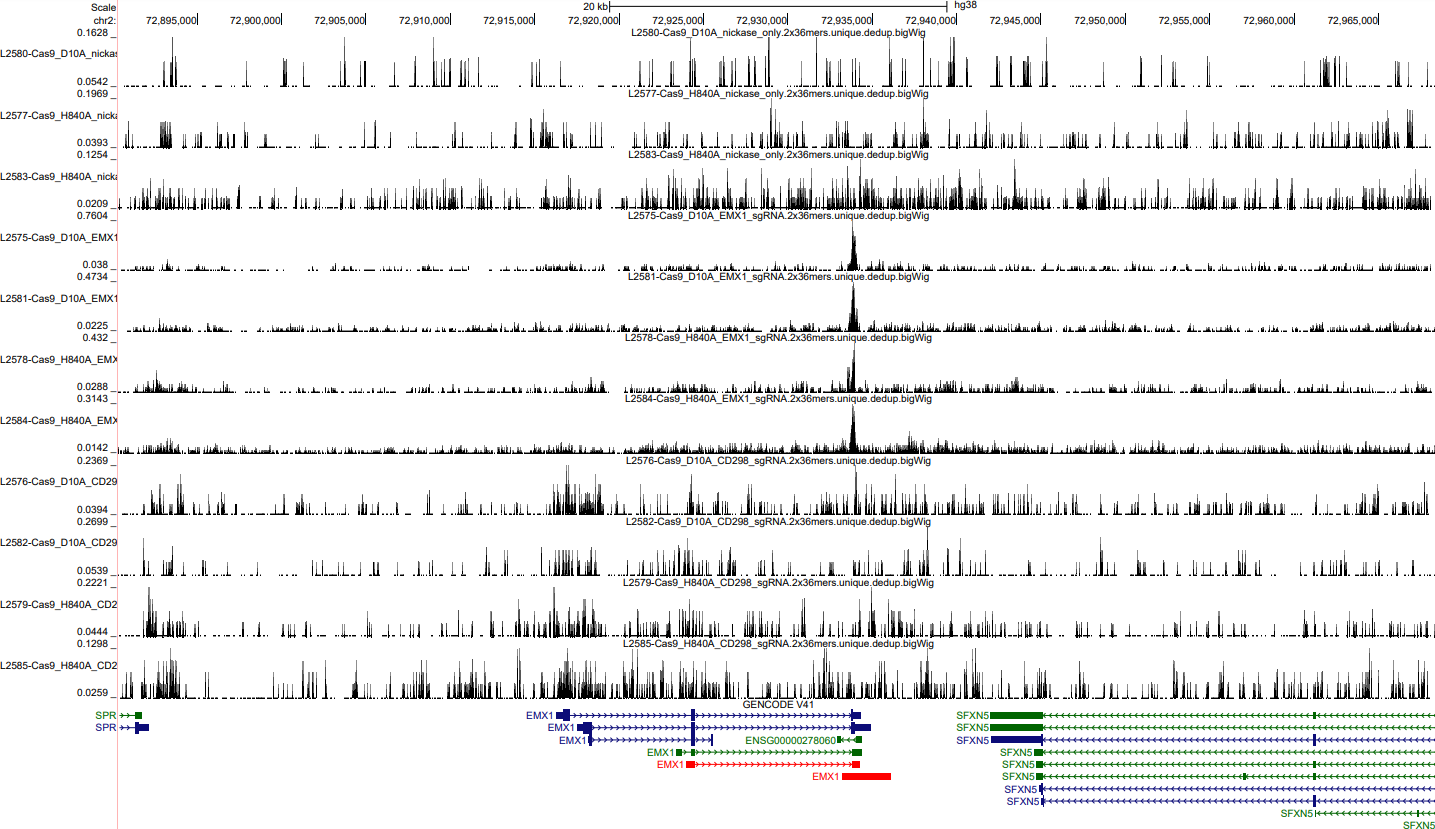 Scale 20 kb hg38
chr2: 72,895,000 72,900,000 72,905,000 72,910,000 72,915,000 72,920,000 72,925,000 72,930,000 72,935,000 72,940,000 72,945,000 72,950,000 72,955,000 72,960,000 72,965,000
L2580-Cas9_D10A_nickase_only.2x36mers.unique.dedup.bigWig
0.1628 _
L2580-Cas9_D10A_nickas
0.0542 _
L2577-Cas9_H840A_nickase_only.2x36mers.unique.dedup.bigWig
0.1969 _
L2577-Cas9_H840A_nicka
0.0393 _
L2583-Cas9_H840A_nickase_only.2x36mers.unique.dedup.bigWig
0.1254 _
L2583-Cas9_H840A_nicka
0.0209 _
L2575-Cas9_D10A_EMX1_sgRNA.2x36mers.unique.dedup.bigWig
0.7604 _
L2575-Cas9_D10A_EMX1
0.038 _
L2581-Cas9_D10A_EMX1_sgRNA.2x36mers.unique.dedup.bigWig
0.4734 _
L2581-Cas9_D10A_EMX1
0.0225 _
L2578-Cas9_H840A_EMX1_sgRNA.2x36mers.unique.dedup.bigWig
0.432 _
L2578-Cas9_H840A_EMX
0.0288 _
L2584-Cas9_H840A_EMX1_sgRNA.2x36mers.unique.dedup.bigWig
0.3143 _
L2584-Cas9_H840A_EMX
0.0142 _
L2576-Cas9_D10A_CD298_sgRNA.2x36mers.unique.dedup.bigWig
0.2369 _
L2576-Cas9_D10A_CD29
0.0394 _
L2582-Cas9_D10A_CD298_sgRNA.2x36mers.unique.dedup.bigWig
0.2699 _
L2582-Cas9_D10A_CD29
0.0539 _
L2579-Cas9_H840A_CD298_sgRNA.2x36mers.unique.dedup.bigWig
0.2221 _
L2579-Cas9_H840A_CD2
0.0444 _
L2585-Cas9_H840A_CD298_sgRNA.2x36mers.unique.dedup.bigWig
0.1298 _
L2585-Cas9_H840A_CD2
0.0259 _
GENCODE V41
SPR EMX1 SFXN5
SPR EMX1 SFXN5
EMX1 ENSG00000278060 SFXN5
EMX1 SFXN5
EMX1 SFXN5
EMX1 SFXN5
SFXN5
SFXN5
SFXN5
SFXN5